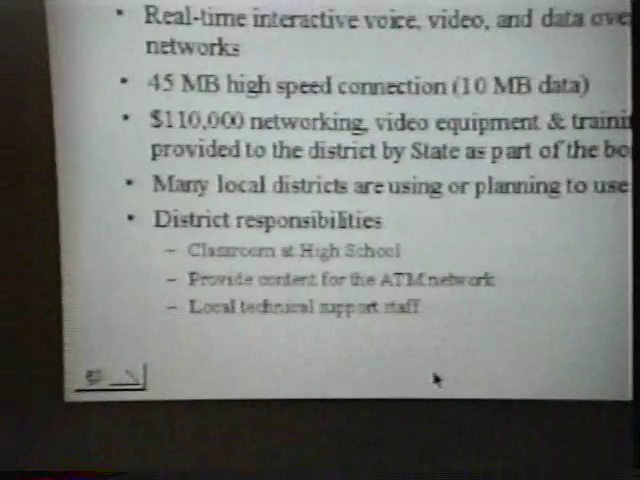 • Real-time interactive voice, video, and data ove
networks
• 45 MB high speed connection (10 MB data)
• $110,000 networking, video equipment & traini
provided to the district by State as part of the bo
• Many local districts are using or planning to use
• District responsibilities
– Classroom at High School
– Provide content for the ATM network
– Local technical support staff